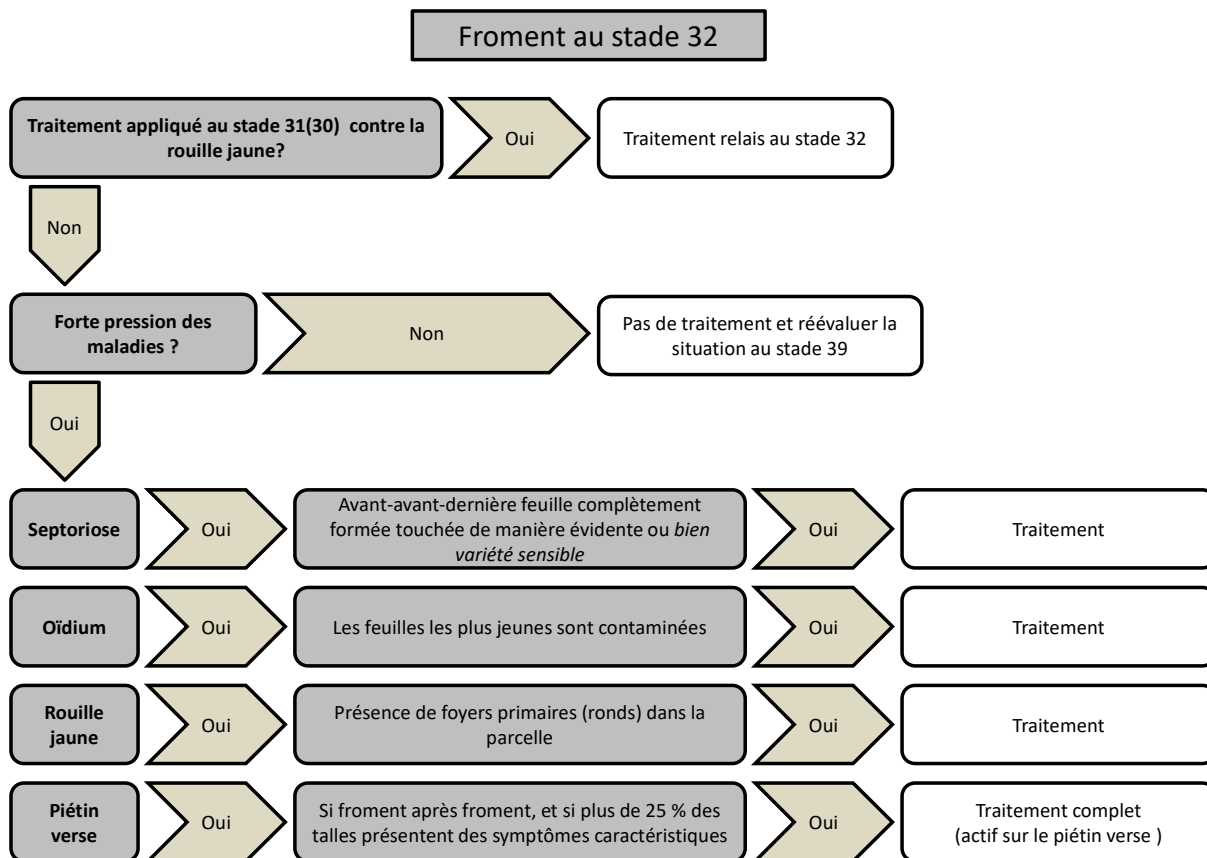 Froment au stade 32
Traitement appliqué au stade 31(30) contre la
rouille jaune?
Oui
Traitement relais au stade 32
Non
Forte pression des
maladies ?
Non
Pas de traitement et réévaluer la
situation au stade 39
Oui
Septoriose
Oui
Avant-avant-dernière feuille complètement
formée touchée de manière évidente ou bien
variété sensible
Oui
Traitement
Oïdium
Oui
Les feuilles les plus jeunes sont contaminées
Oui
Traitement
Rouille
jaune
Oui
Présence de foyers primaires (ronds) dans la
parcelle
Oui
Traitement
Piétin
verse
Oui
Si froment après froment, et si plus de 25 % des
talles présentent des symptômes caractéristiques
Oui
Traitement complet
(actif sur le piétin verse )